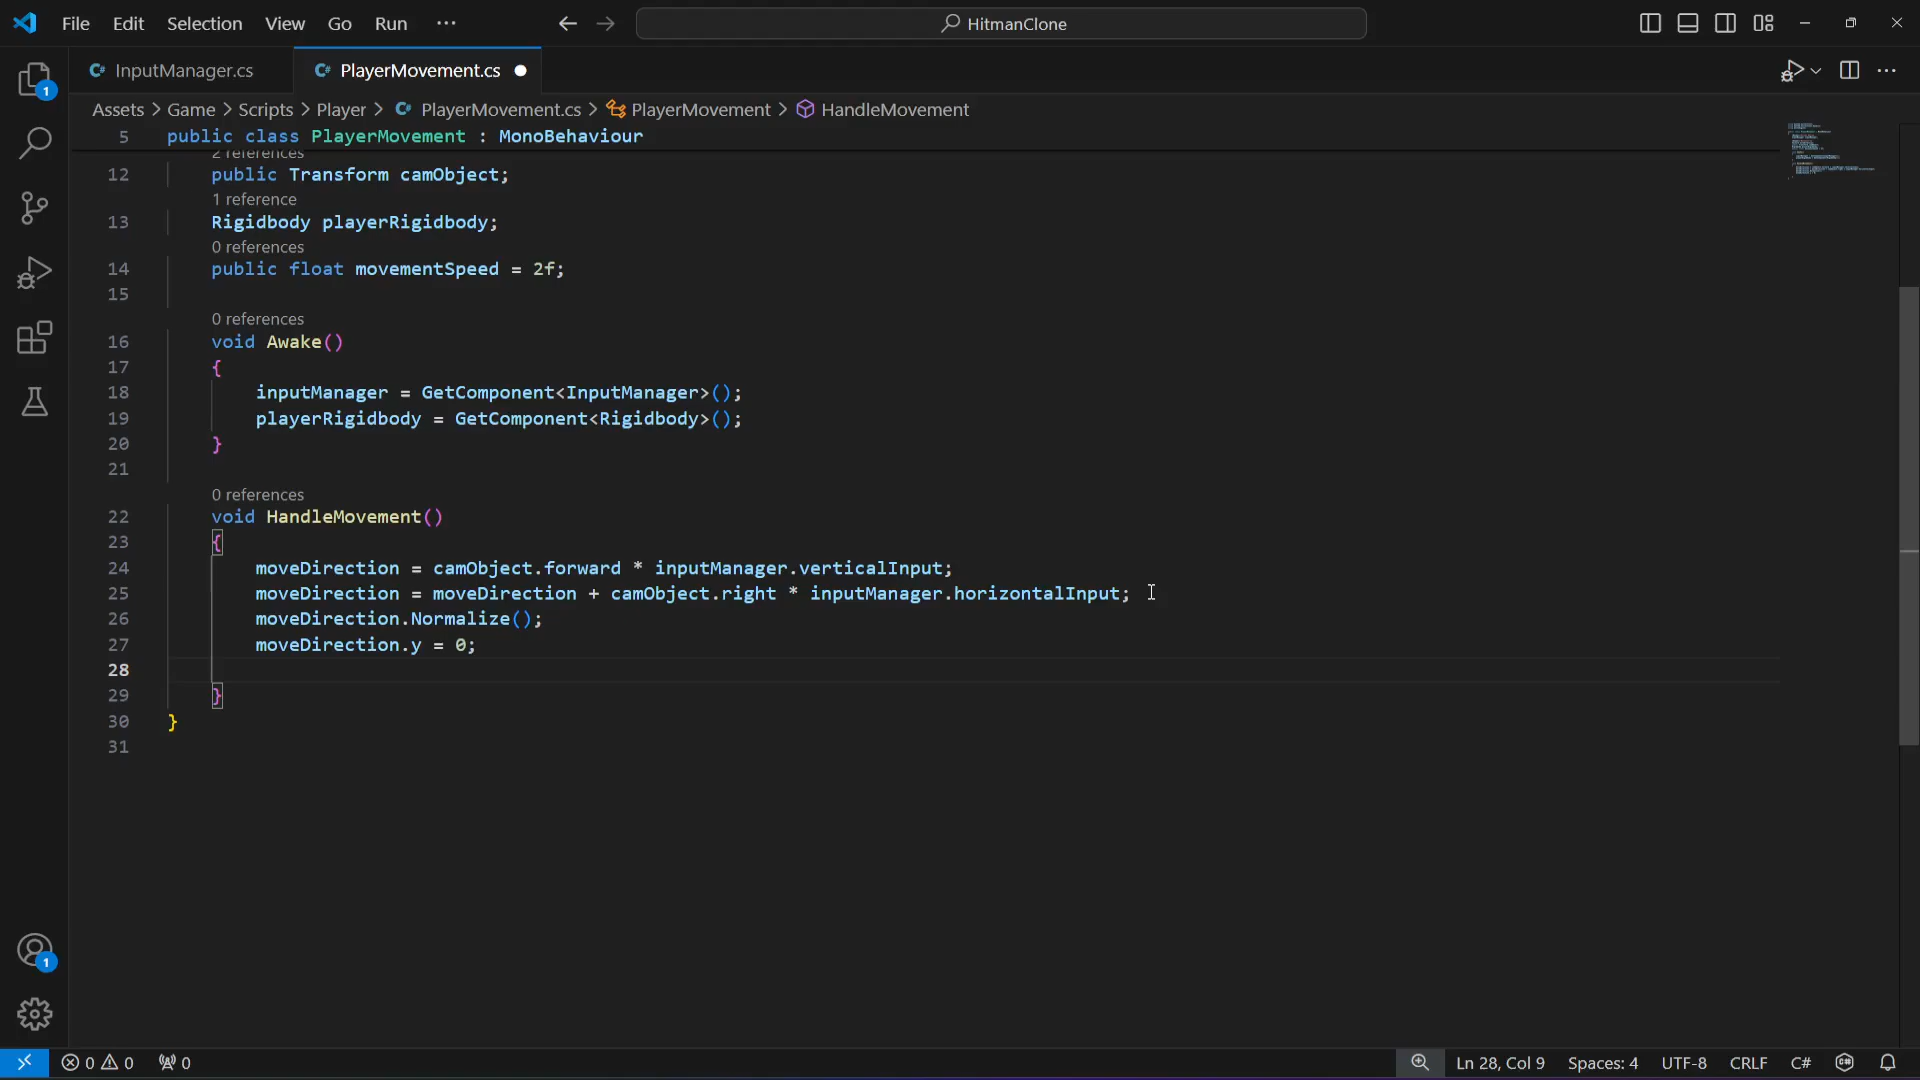 File Edit Selection View Go Run ···
HitmanClone
InputManager.cs
PlayerMovement.cs
1
Assets > Game > Scripts > Player > PlayerMovement.cs > PlayerMovement > HandleMovement
5 public class PlayerMovement : MonoBehaviour
2 references
12 public Transform camObject;
1 reference
13 Rigidbody playerRigidbody;
0 references
14 public float movementSpeed = 2f;
15
0 references
16 void Awake()
17 {
18 inputManager = GetComponent<InputManager>();
19 playerRigidbody = GetComponent<Rigidbody>();
20 }
21
0 references
22 void HandleMovement()
23 {
24 moveDirection = camObject.forward * inputManager.verticalInput;
25 moveDirection = moveDirection + camObject.right * inputManager.horizontalInput;
26 moveDirection.Normalize();
27 moveDirection.y = 0;
28
29 }
30 }
31
1
0 0 0 Ln 28, Col 9 Spaces: 4 UTF-8 CRLF C#